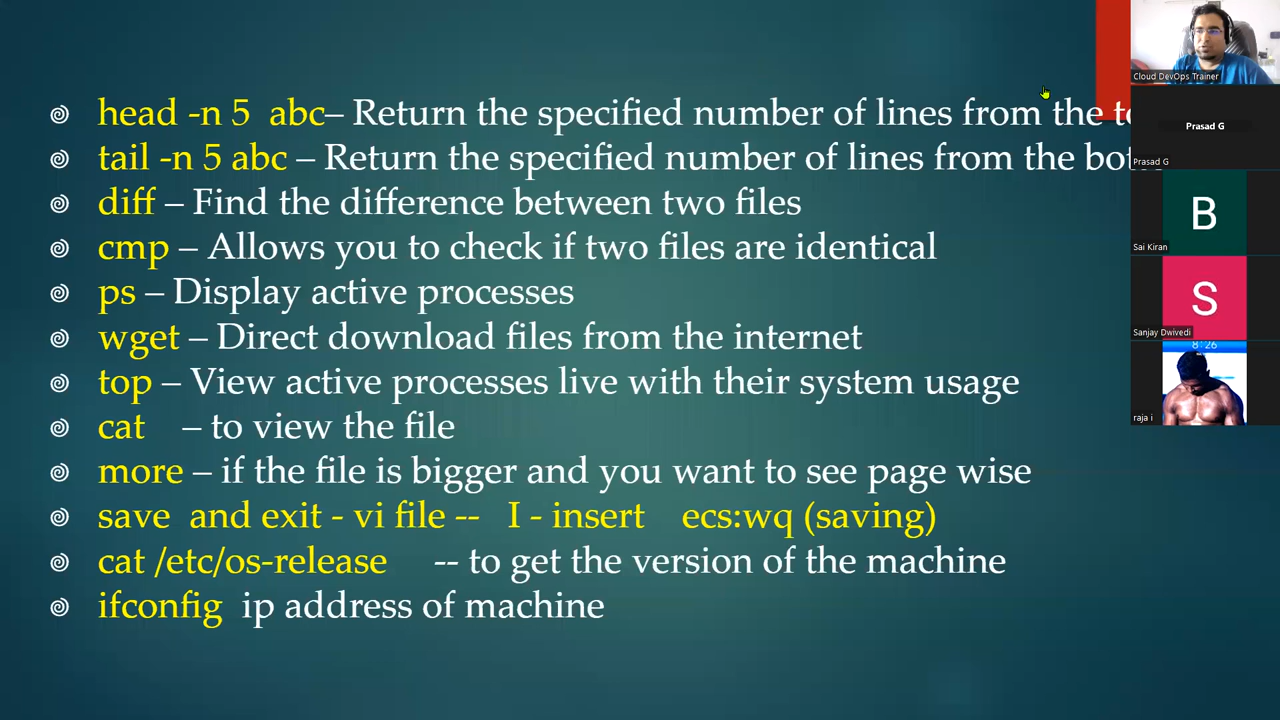 head -n 5 abc– Return the specified number of lines from the
tail -n 5 abc – Return the specified number of lines from the
diff – Find the difference between two files
cmp – Allows you to check if two files are identical
ps – Display active processes
wget – Direct download files from the internet
top – View active processes live with their system usage
cat – to view the file
more – if the file is bigger and you want to see page wise
save and exit - vi file -- I - insert ecs:wq (saving)
cat /etc/os-release -- to get the version of the machine
ifconfig ip address of machine
Cloud DevOps Trainer
Prasad G
Prasad G
B
Sai Kiran
S
Sanjay Dwivedi
8:26
raja i